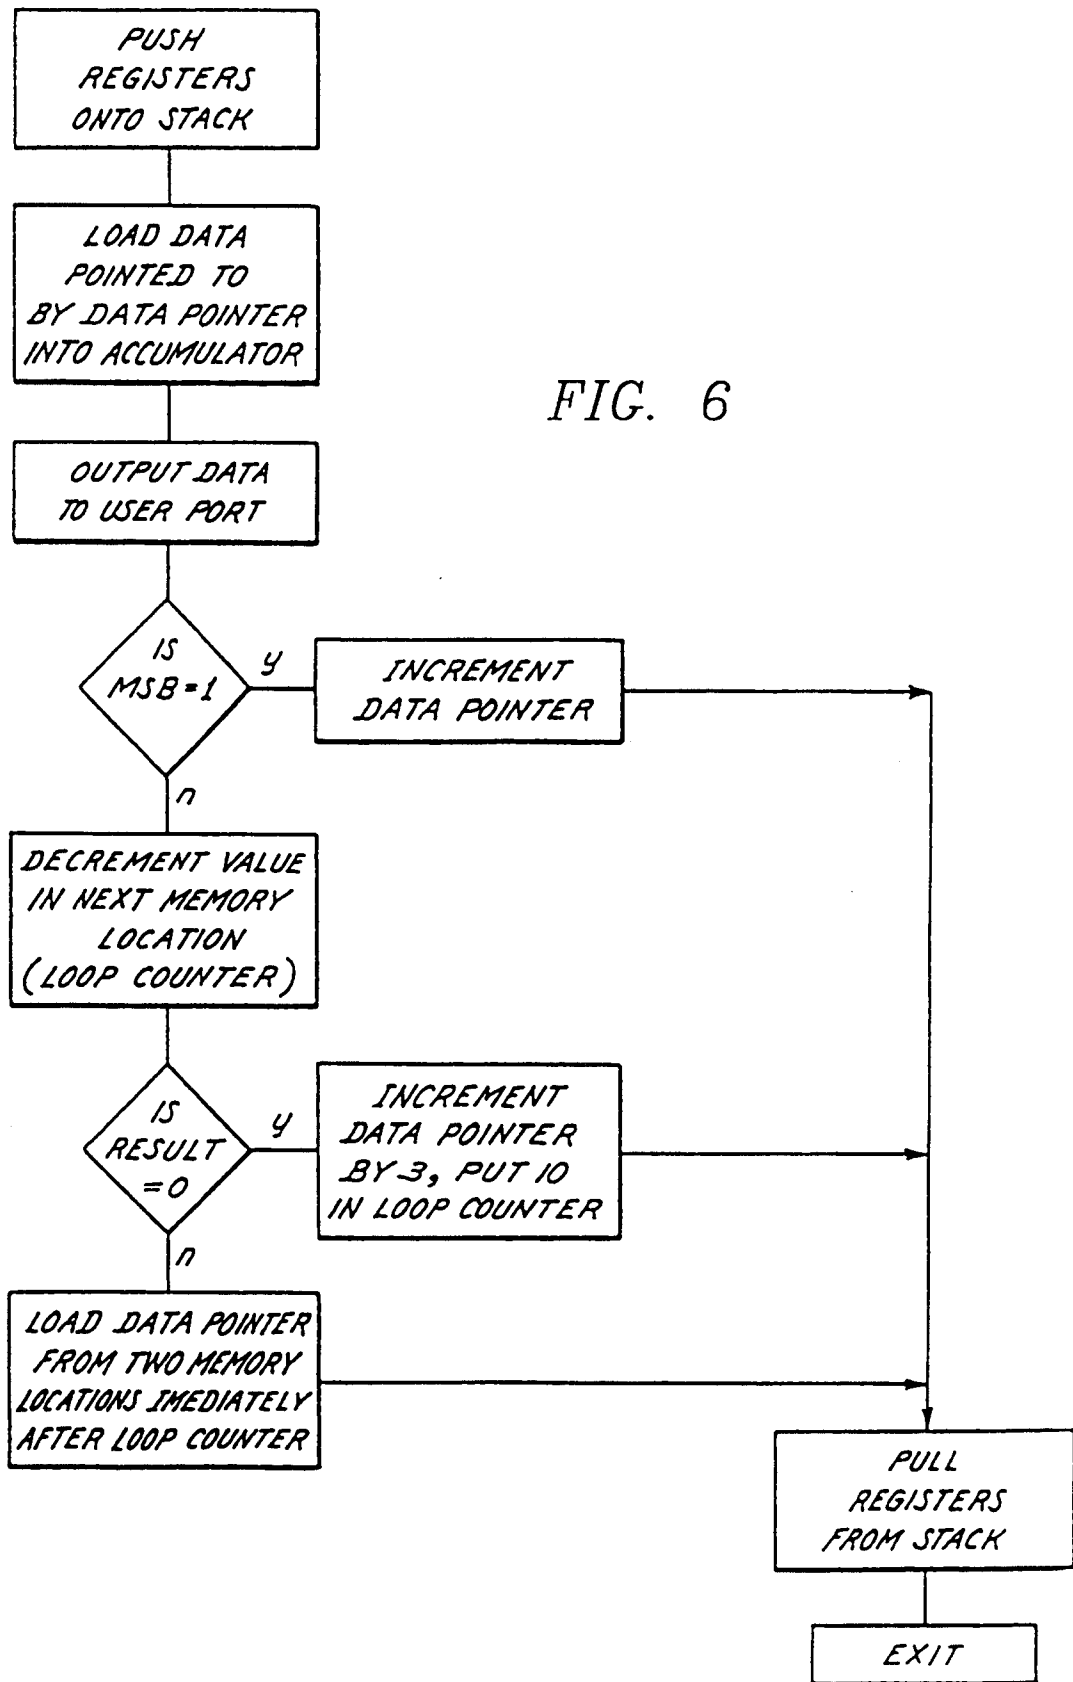 PUSH
REGISTERS
ONTO STACK
LOAD DATA
POINTED TO
BY DATA POINTER
INTO ACCUMULATOR
FIG. 6
OUTPUT DATA
TO USER PORT
IS
MSB=1
y
INCREMENT
DATA POINTER
n
DECREMENT VALUE
IN NEXT MEMORY
LOCATION
(LOOP COUNTER)
IS
RESULT
=0
y
INCREMENT
DATA POINTER
BY 3, PUT 10
IN LOOP COUNTER
n
LOAD DATA POINTER
FROM TWO MEMORY
LOCATIONS IMEDIATELY
AFTER LOOP COUNTER
PULL
REGISTERS
FROM STACK
EXIT